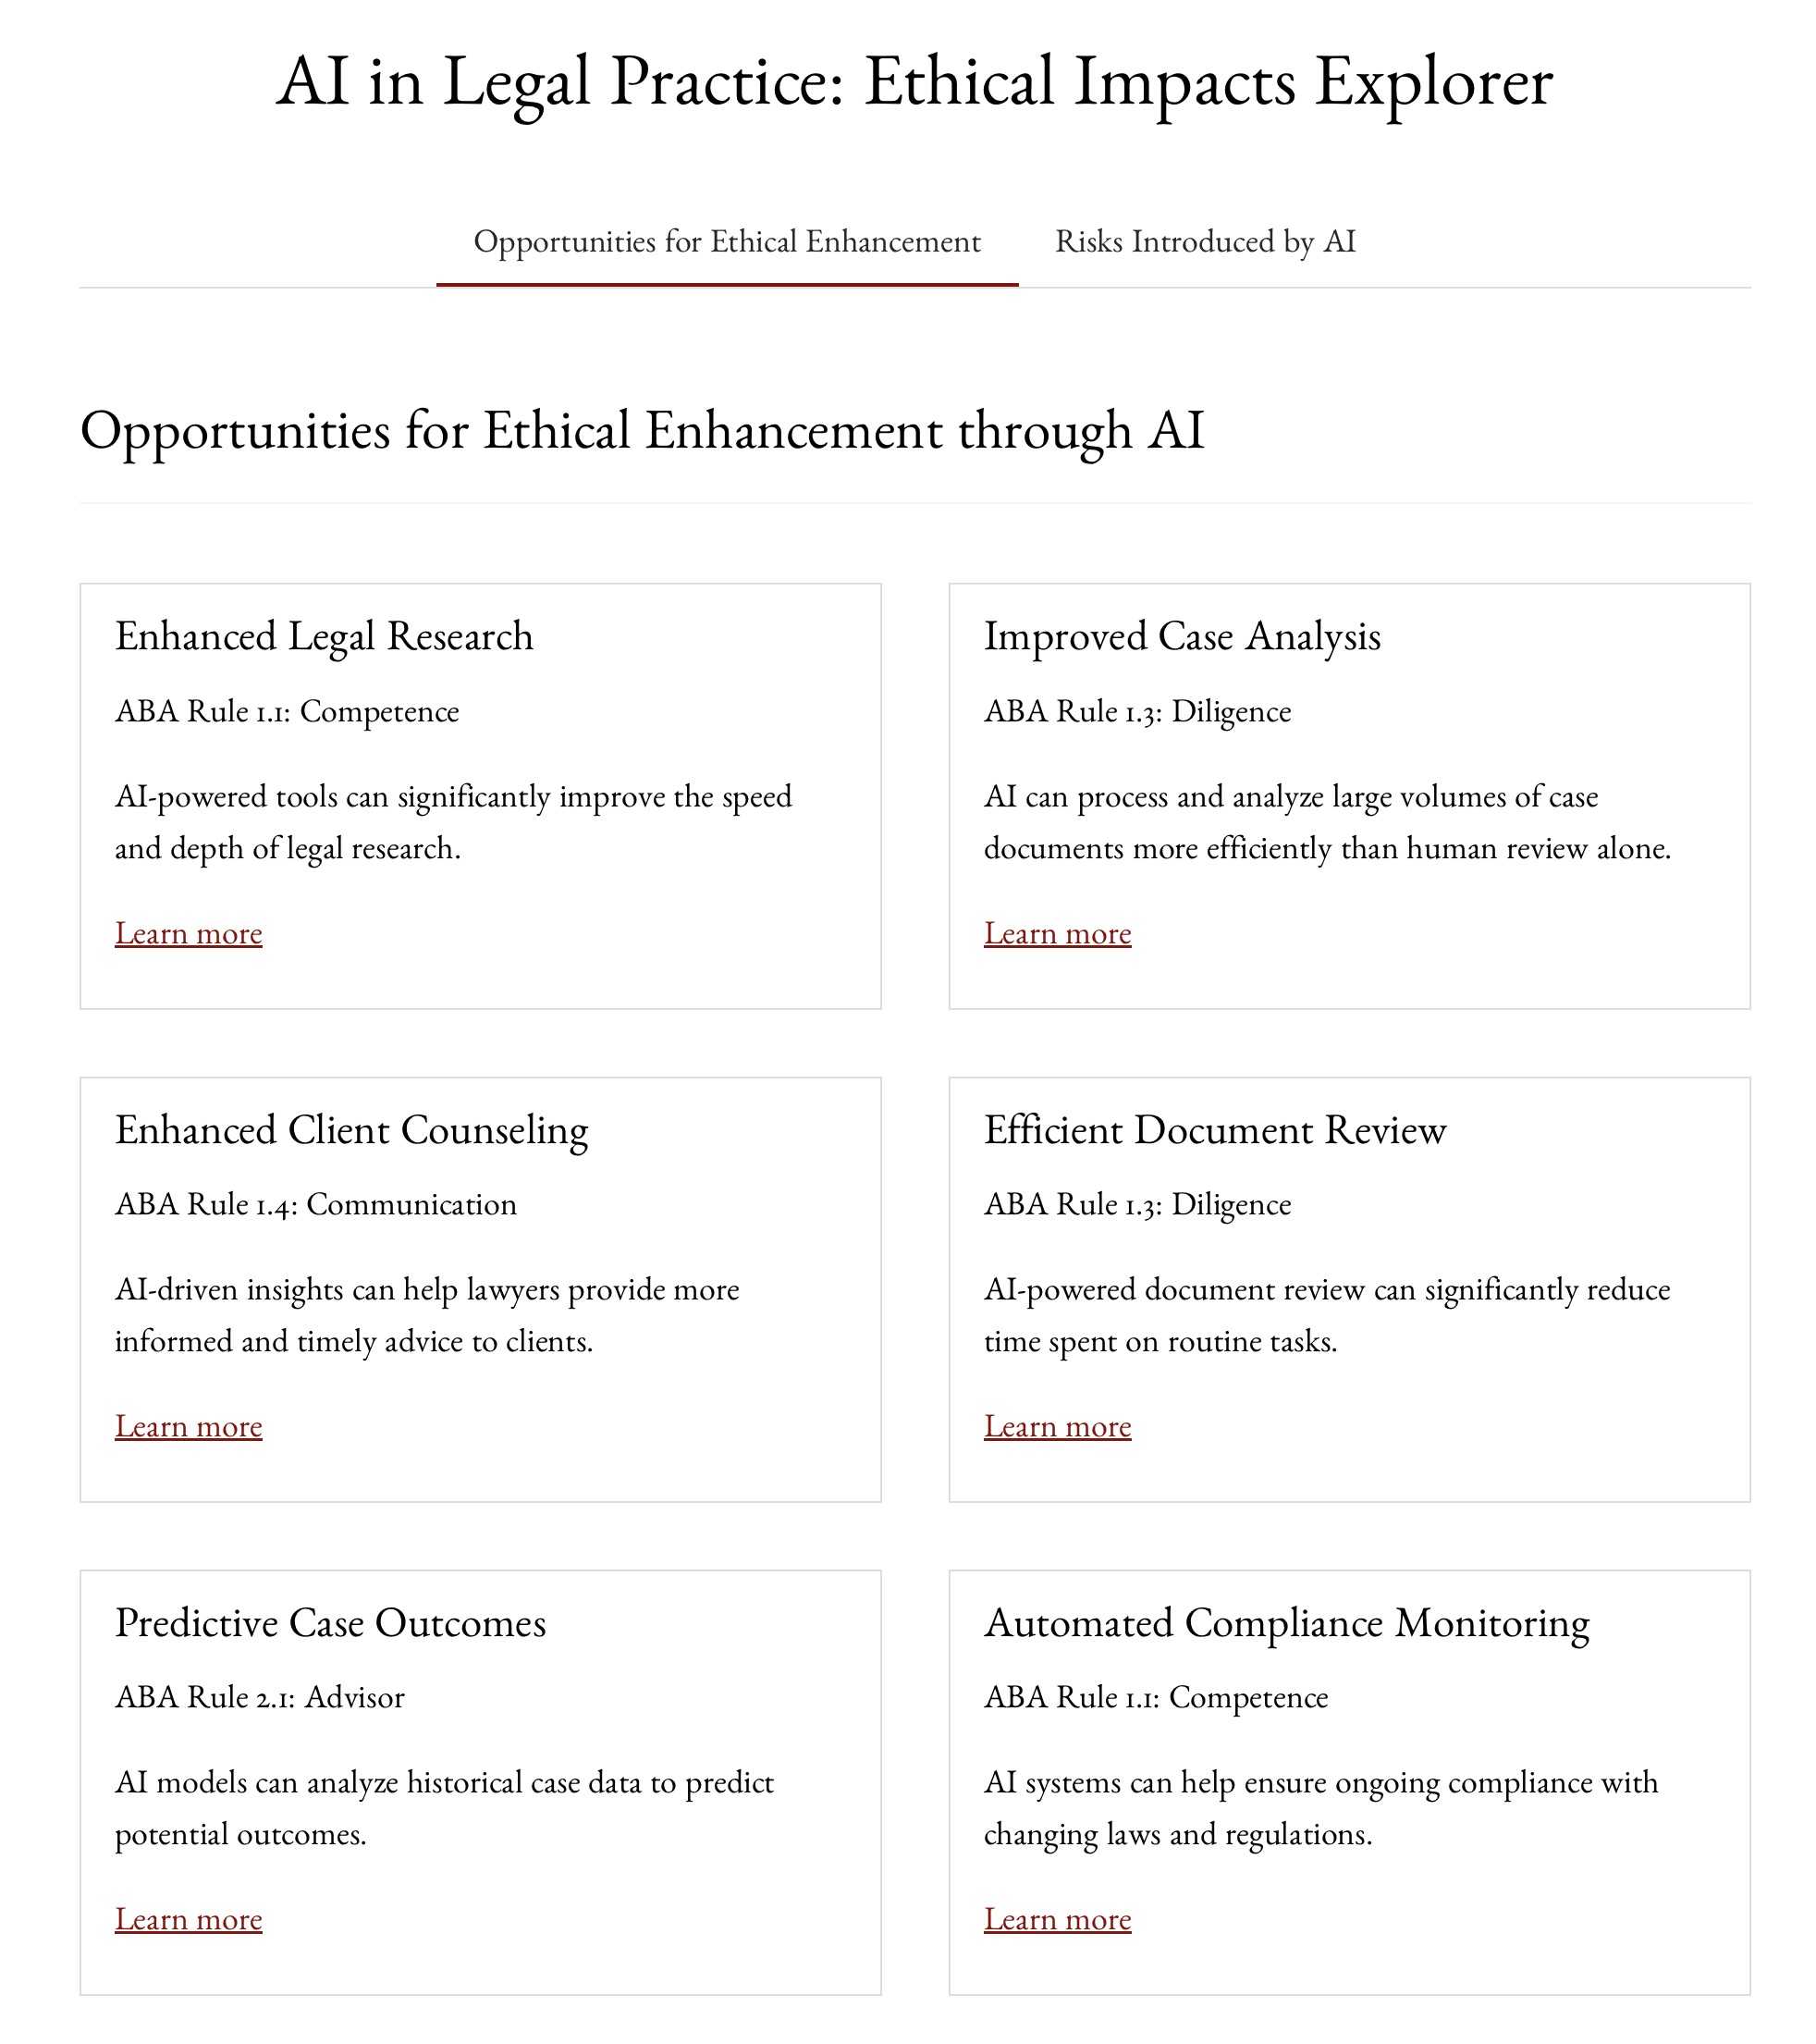 AI in Legal Practice: Ethical Impacts Explorer
Opportunities for Ethical Enhancement
Risks Introduced by AI
Opportunities for Ethical Enhancement through AI
Enhanced Legal Research
ABA Rule 1.1: Competence
AI-powered tools can significantly improve the speed
and depth of legal research.
Learn more
Improved Case Analysis
ABA Rule 1.3: Diligence
AI can process and analyze large volumes of case
documents more efficiently than human review alone.
Learn more
Enhanced Client Counseling
ABA Rule 1.4: Communication
AI-driven insights can help lawyers provide more
informed and timely advice to clients.
Learn more
Efficient Document Review
ABA Rule 1.3: Diligence
AI-powered document review can significantly reduce
time spent on routine tasks.
Learn more
Predictive Case Outcomes
ABA Rule 2.1: Advisor
AI models can analyze historical case data to predict
potential outcomes.
Learn more
Automated Compliance Monitoring
ABA Rule 1.1: Competence
AI systems can help ensure ongoing compliance with
changing laws and regulations.
Learn more